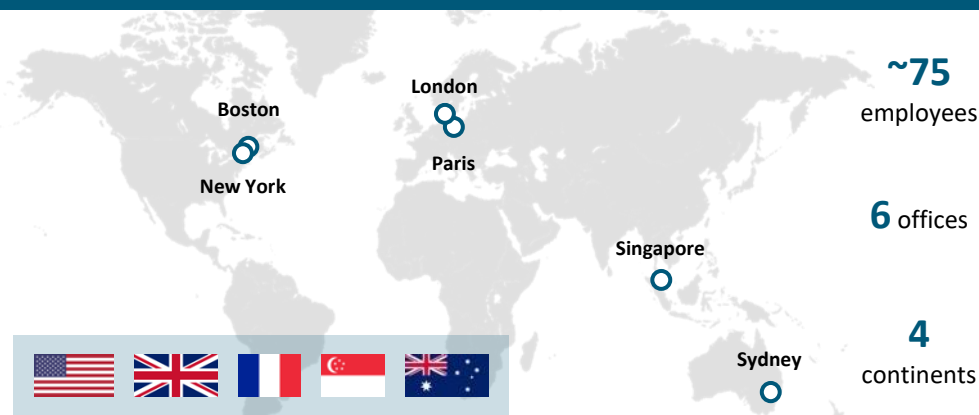 London
Boston
Paris
New York
Singapore
Sydney
~75
employees
6 offices
4
continents